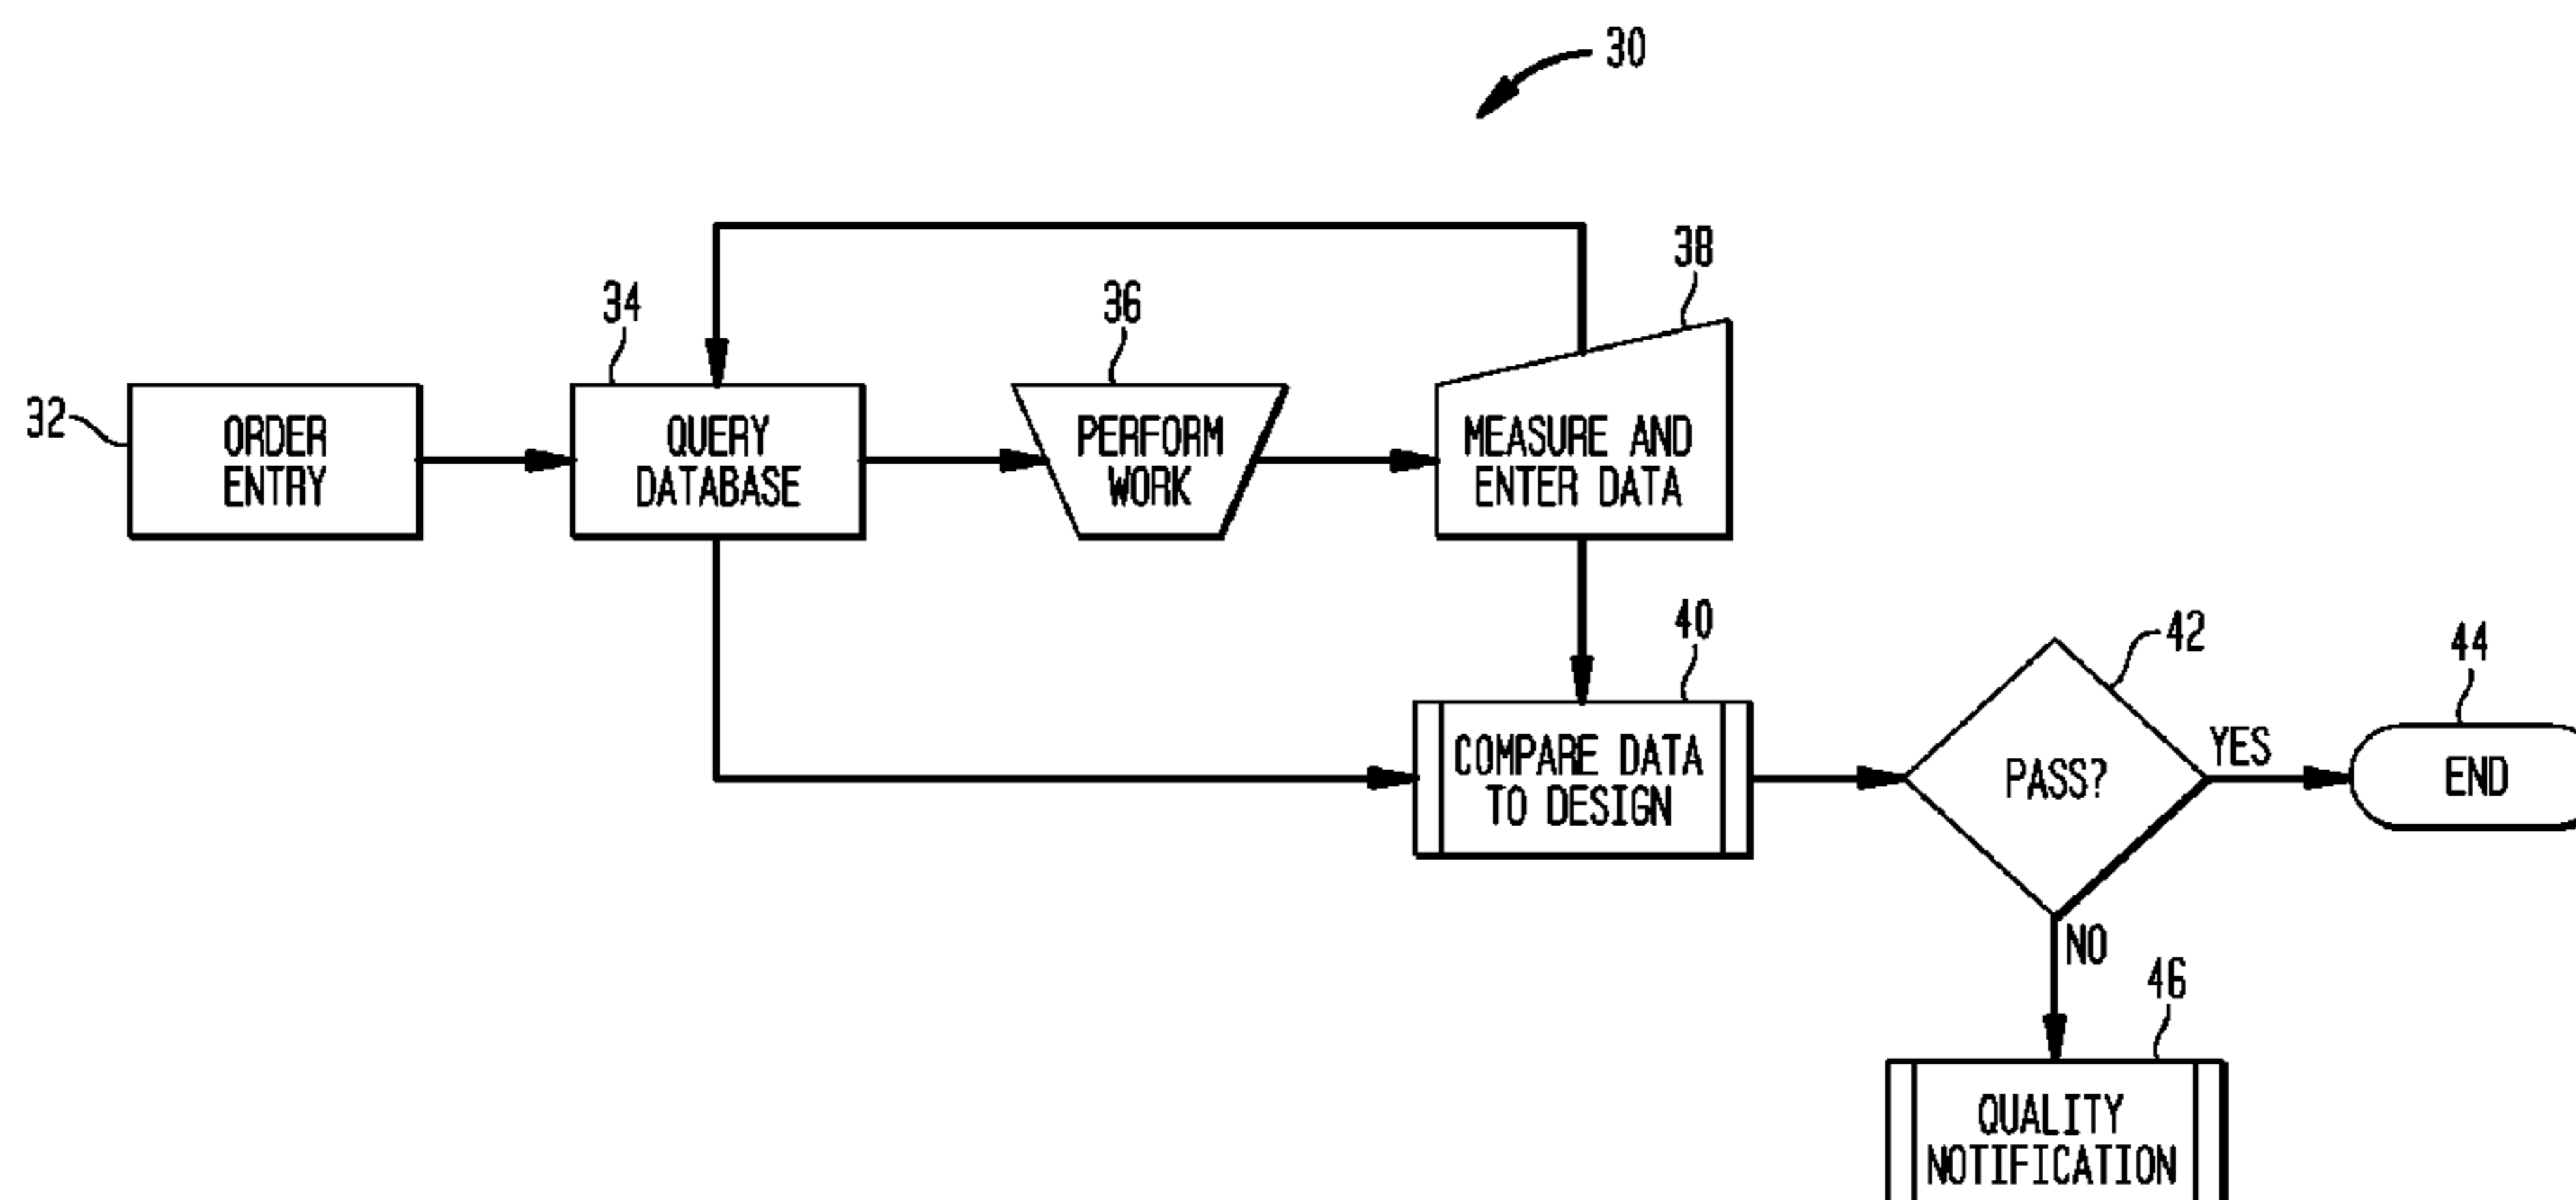 30
38
34
36
32
ORDER
ENTRY
QUERY
DATABASE
PERFORM
WORK
MEASURE AND
ENTER DATA
40
42
44
COMPARE DATA
TO DESIGN
PASS?
YES
END
NO
46
QUALITY
NOTIFICATION